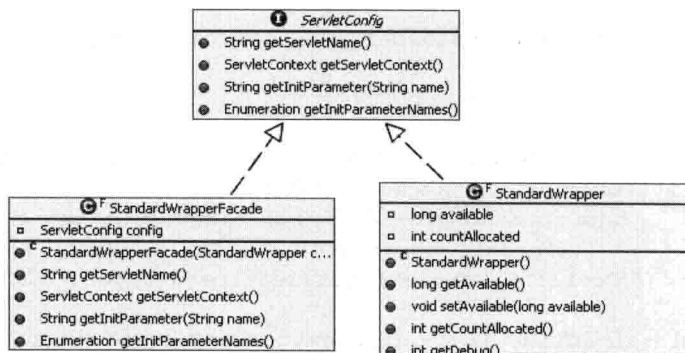 I ServletConfig
String getServletName()
ServletContext getServletContext()
String getInitParameter(String name)
Enumeration getInitParameterNames()
C F StandardWrapperFacade
ServletConfig config
C StandardWrapperFacade(StandardWrapper c...
String getServletName()
ServletContext getServletContext()
String getInitParameter(String name)
Enumeration getInitParameterNames()
C F StandardWrapper
long available
int countAllocated
C StandardWrapper()
long getAvailable()
void setAvailable(long available)
int getCountAllocated()
int getDebug()